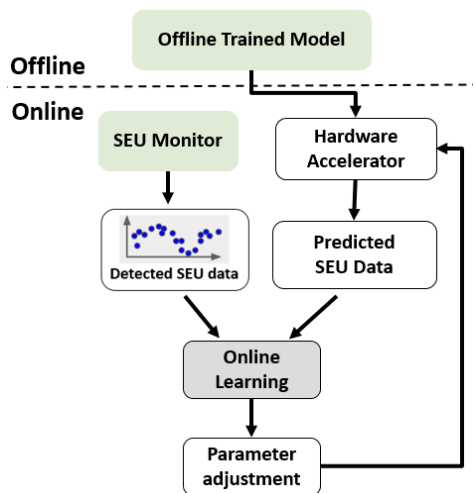 Offline Trained Model
Offline
Online
SEU Monitor
Hardware
Accelerator
Detected SEU data
Predicted
SEU Data
Online
Learning
Parameter
adjustment